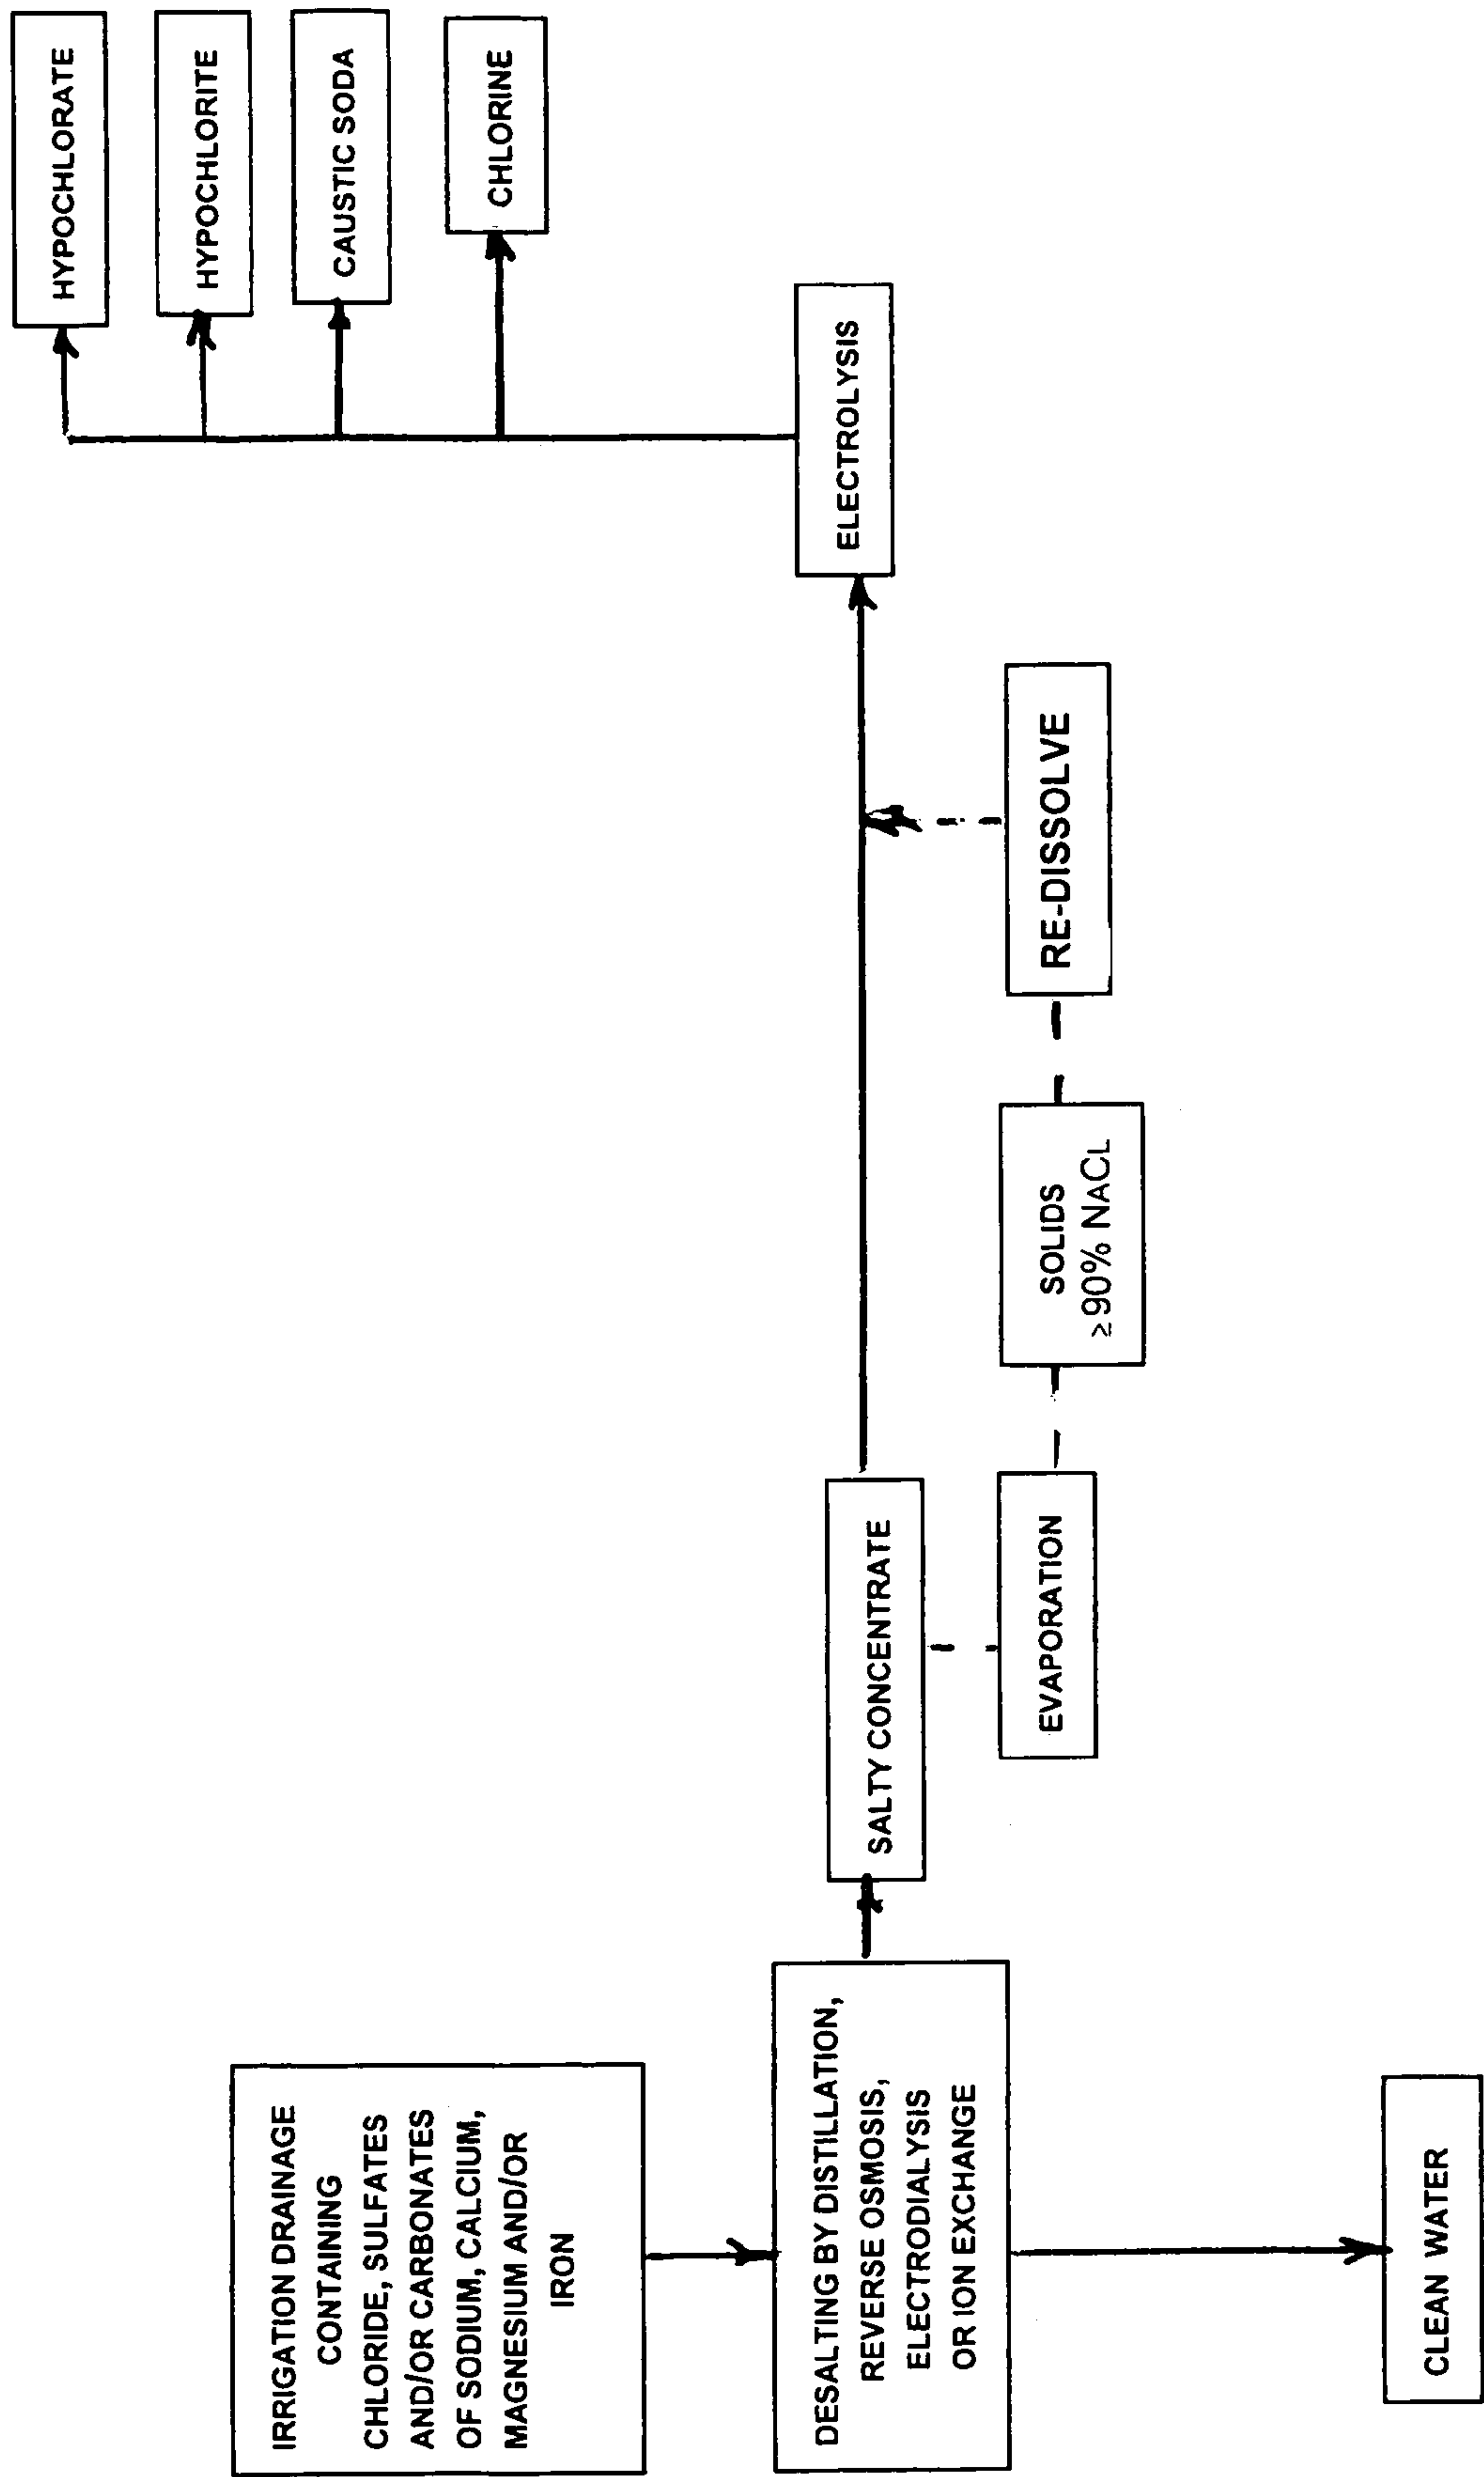 IRRIGATION DRAINAGE
CONTAINING
CHLORIDE, SULFATES
AND/OR CARBONATES
OF SODIUM, CALCIUM,
MAGNESIUM AND/OR
IRON
DESALTING BY DISTILLATION,
REVERSE OSMOSIS,
ELECTRODIALYSIS
OR ION EXCHANGE
CLEAN WATER
SALTY CONCENTRATE
EVAPORATION
SOLIDS
≥90% NACL
RE-DISSOLVE
ELECTROLYSIS
HYPOCHLORATE
HYPOCHLORITE
CAUSTIC SODA
CHLORINE